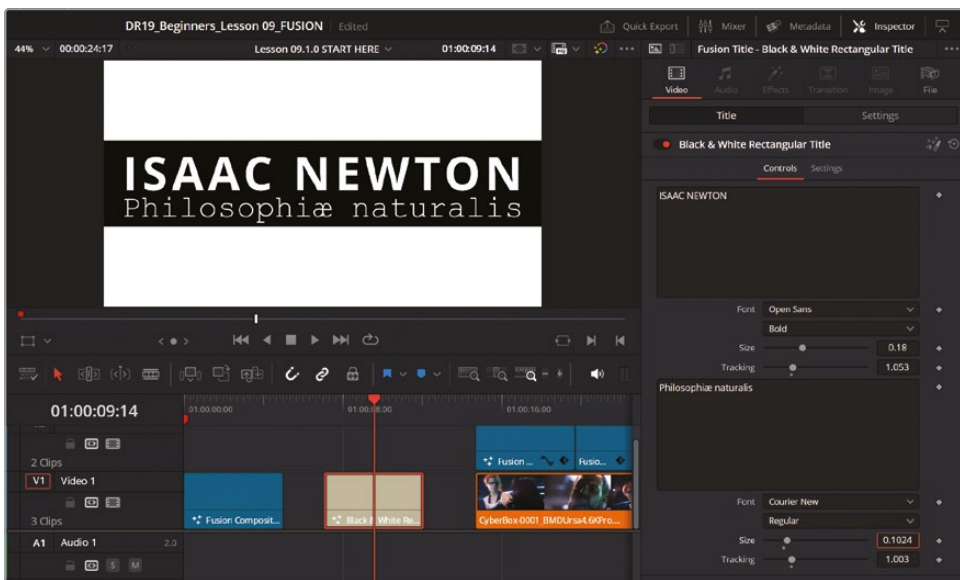 DR19_Beginners_Lesson 09_FUSION Edited Quick Export Mixer Metadata Inspector
44% 00:00:24:17 Lesson 09.1.0 START HERE 01:00:09:14 Fusion Title - Black & White Rectangular Title
Video Audio Effects Transition Image File
Title Settings
Black & White Rectangular Title
Controls Settings
ISAAC NEWTON
Philosophiæ naturalis
ISAAC NEWTON
Font Open Sans
Bold
Size 0.18
Tracking 1.053
Philosophiæ naturalis
Font Courier New
Regular
Size 0.1024
Tracking 1.003
01:00:09:14 01:00:00:00 01:00:08:00 01:00:16:00
2 Clips Fusion ... Fusio...
V1 Video 1
3 Clips Fusion Composit... Black & White Re... CyberBox-0001_BMDUrsa4.6KPro....
A1 Audio 1 2.0
S M